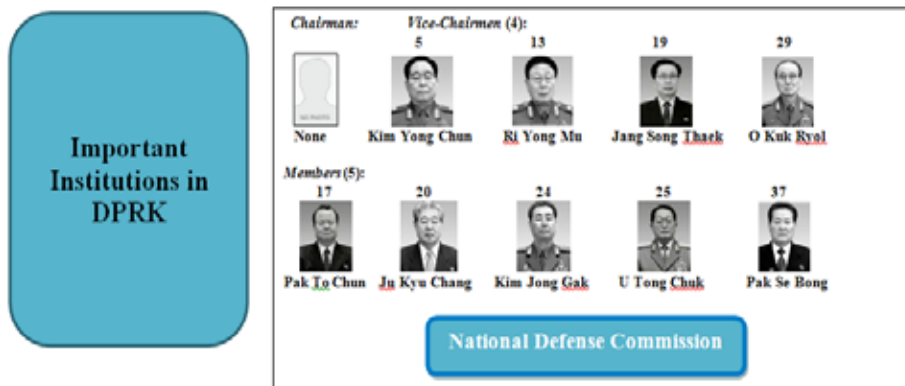 Important
Institutions in
DPRK
Chairman: Vice-Chairmen (4):
5 13 19 29
None Kim Yong Chun Ri Yong Mu Jang Song Thaek O Kuk Ryol
Members (5):
17 20 24 25 37
Pak To Chun Ju Kyu Chang Kim Jong Gak U Tong Chuk Pak Se Bong
National Defense Commission